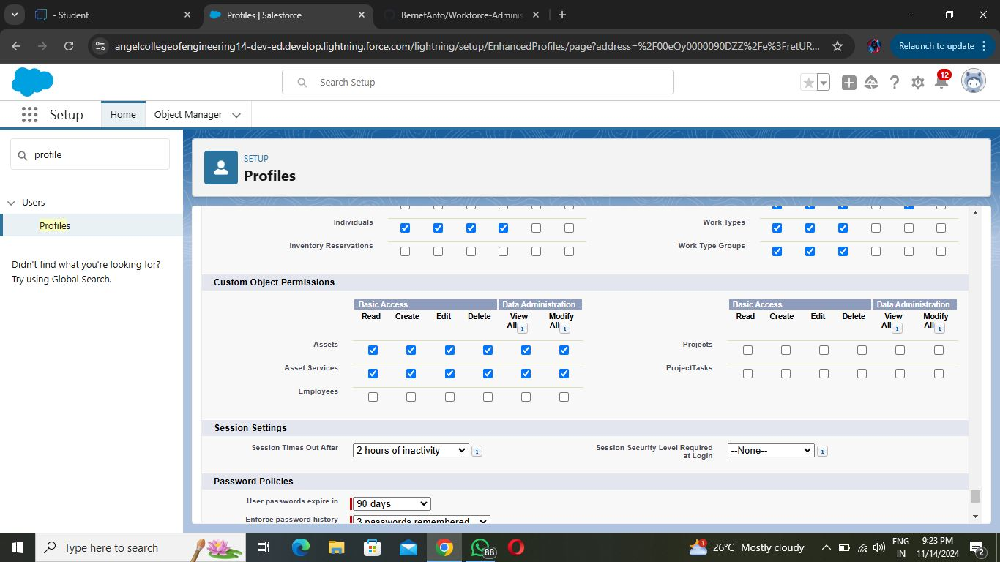 - Student
Profiles | Salesforce
BernetAnto/Workforce-Adminis
angelcollegeofengineering14-dev-ed.develop.lightning.force.com/lightning/setup/EnhancedProfiles/page?address=%2F00eQy0000090DZZ%2Fe%3FretUR...
Relaunch to update
Search Setup
12
Setup
Home
Object Manager
profile
Users
Profiles
Didn't find what you're looking for?
Try using Global Search.
SETUP
Profiles
Individuals
Work Types
Inventory Reservations
Work Type Groups
Custom Object Permissions
Basic Access Data Administration
Basic Access Data Administration
Read Create Edit Delete View All i Modify All i
Read Create Edit Delete View All i Modify All i
Assets
Projects
Asset Services
ProjectTasks
Employees
Session Settings
Session Times Out After 2 hours of inactivity i
Session Security Level Required at Login --None-- i
Password Policies
User passwords expire in 90 days
Enforce password history 3 passwords remembered
Type here to search
88
1
26°C Mostly cloudy
ENG
IN
9:23 PM
11/14/2024
2